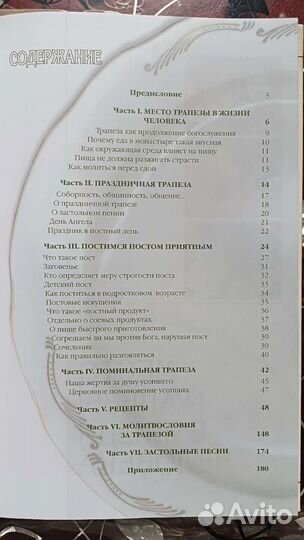 СОДЕРЖАНИЕ
Предисловие 3
Часть I. МЕСТО ТРАПЕЗЫ В ЖИЗНИ
ЧЕЛОВЕКА 6
Трапеза как продолжение богослужения 9
Почему еда в монастыре такая вкусная 10
Как окружающая среда влияет на пищу 11
Пища не должна разжигать страсти 11
Как молиться перед едой 13
Часть II. ПРАЗДНИЧНАЯ ТРАПЕЗА 14
Соборность, общинность, общение... 17
О праздничной трапезе 18
О застольном пении 20
День Ангела 21
Праздник в постный день 22
Часть III. ПОСТИМСЯ ПОСТОМ ПРИЯТНЫМ 24
Что такое пост 27
Заговенье 31
Кто определяет меру строгости поста 32
Детский пост 33
Как поститься в подростковом возрасте 34
Постовые искушения 35
Что такое «постный продукт» 36
Отдельно о соевых продуктах 37
О пище быстрого приготовления 38
Согрешаем ли мы против Бога, нарушая пост 38
Сочельник 39
Как правильно разговляться 40
Часть IV. ПОМИНАЛЬНАЯ ТРАПЕЗА 42
Наша жертва за душу усопшего 45
Церковное поминовение усопших 45
Часть V. РЕЦЕПТЫ 48
Часть VI. МОЛИТВОСЛОВИЯ
ЗА ТРАПЕЗОЙ 148
Часть VII. ЗАСТОЛЬНЫЕ ПЕСНИ 174
Приложение 180
Avito